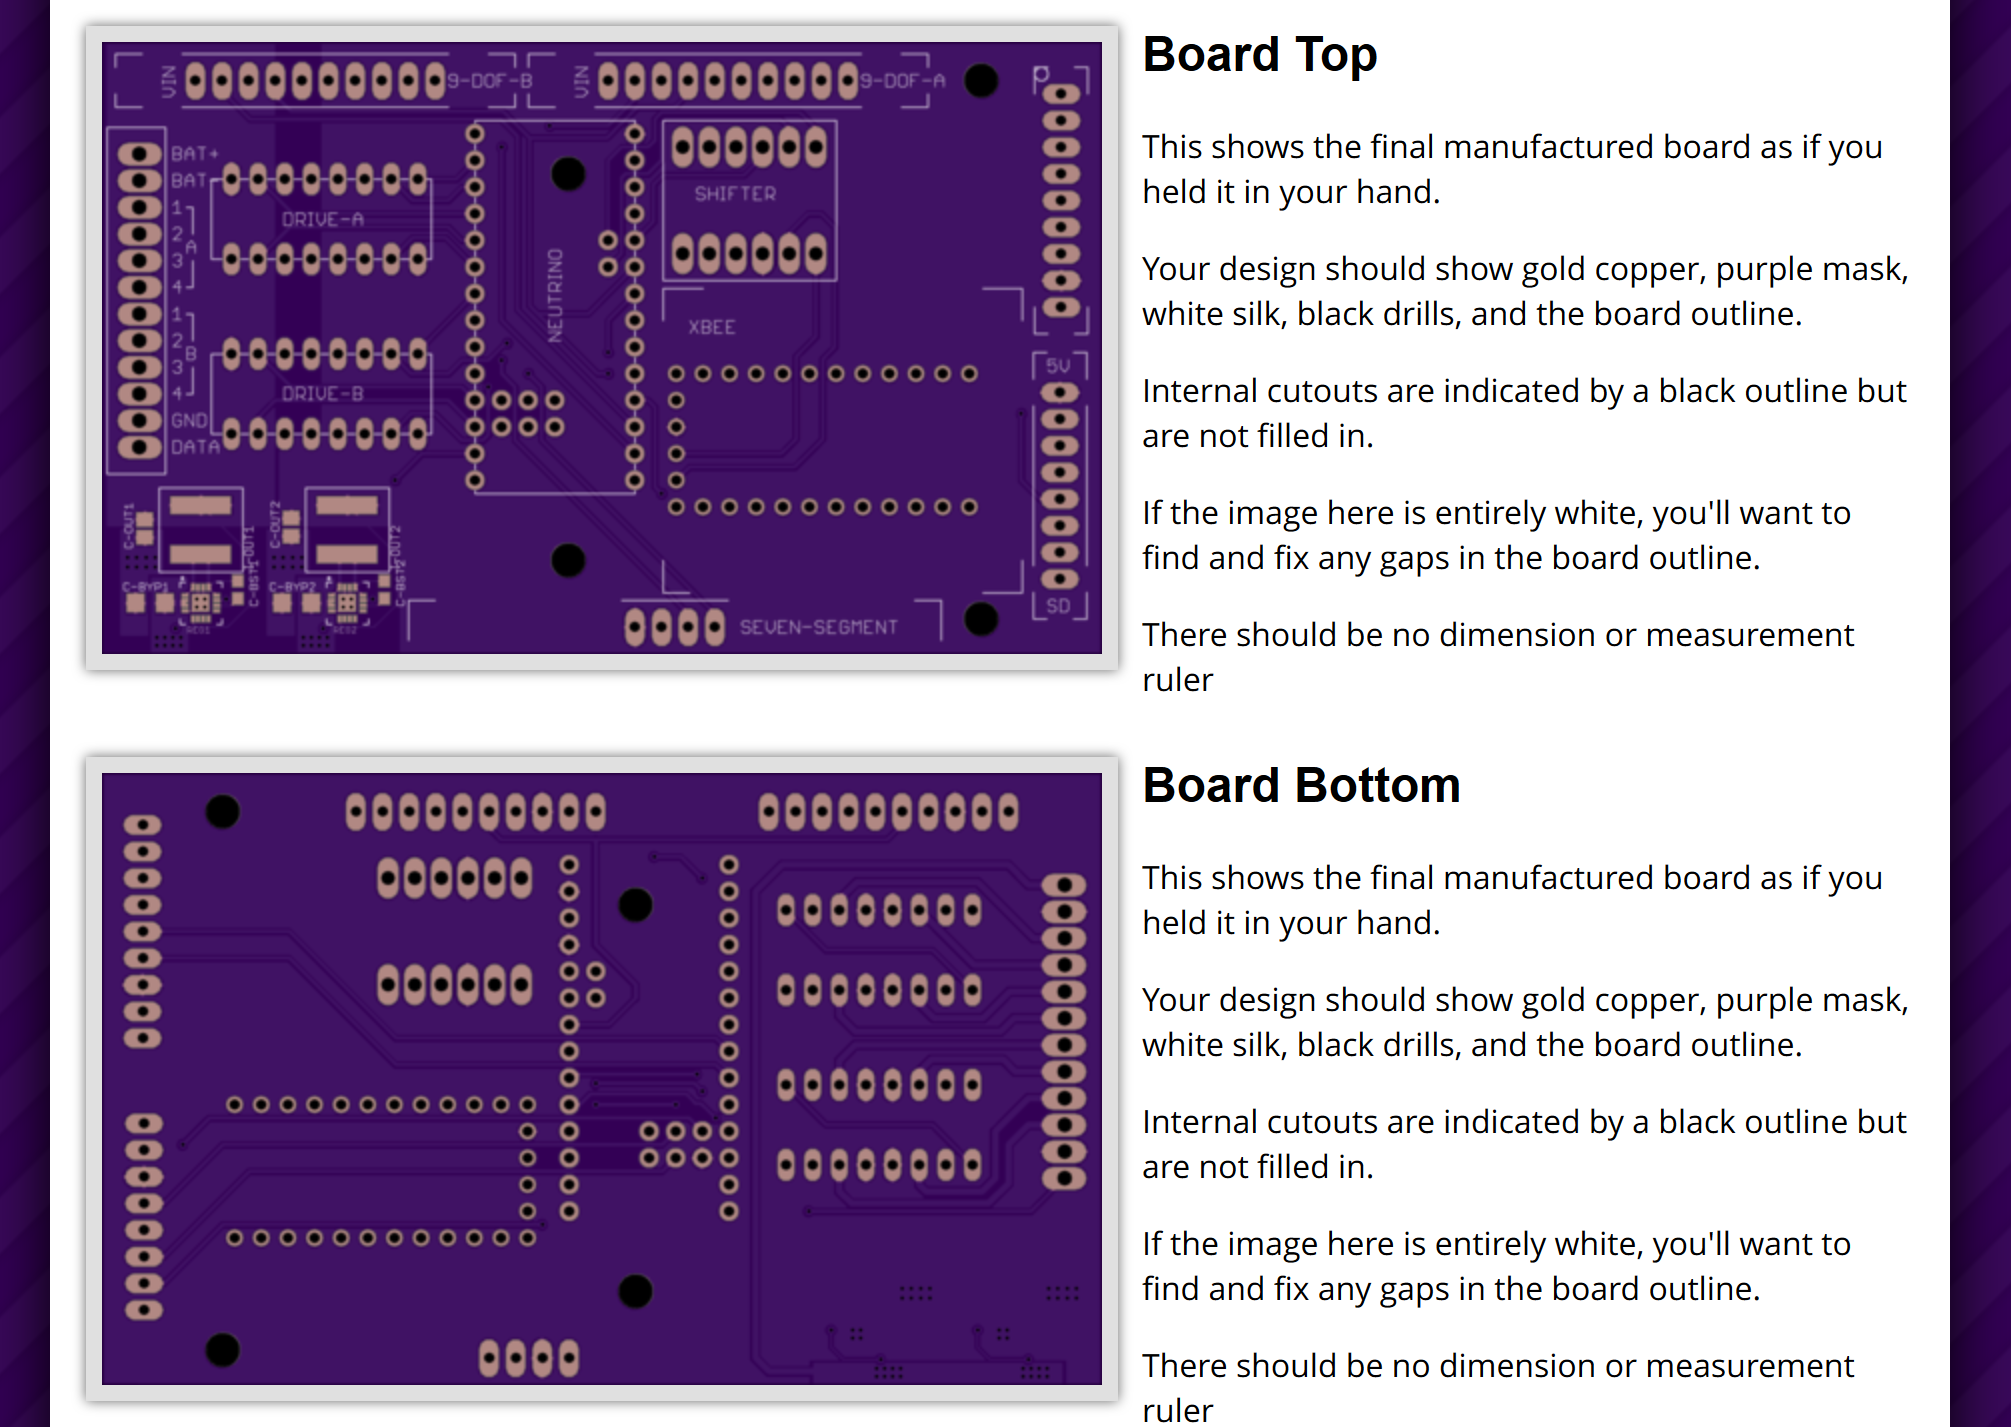 VIN
9-DOF-B
VIN
9-DOF-A
BAT+
BAT-
1
2
A
3
4
1
2
B
3
4
GND
DATA
DRIVE-A
DRIVE-B
NEUTRINO
SHIFTER
XBEE
5V
SD
C-OUT1
C-OUT2
C-BYP1
C-BYP2
C-BST1
SEVEN-SEGMENT
Board Top
This shows the final manufactured board as if you
held it in your hand.
Your design should show gold copper, purple mask,
white silk, black drills, and the board outline.
Internal cutouts are indicated by a black outline but
are not filled in.
If the image here is entirely white, you'll want to
find and fix any gaps in the board outline.
There should be no dimension or measurement
ruler
Board Bottom
This shows the final manufactured board as if you
held it in your hand.
Your design should show gold copper, purple mask,
white silk, black drills, and the board outline.
Internal cutouts are indicated by a black outline but
are not filled in.
If the image here is entirely white, you'll want to
find and fix any gaps in the board outline.
There should be no dimension or measurement
ruler